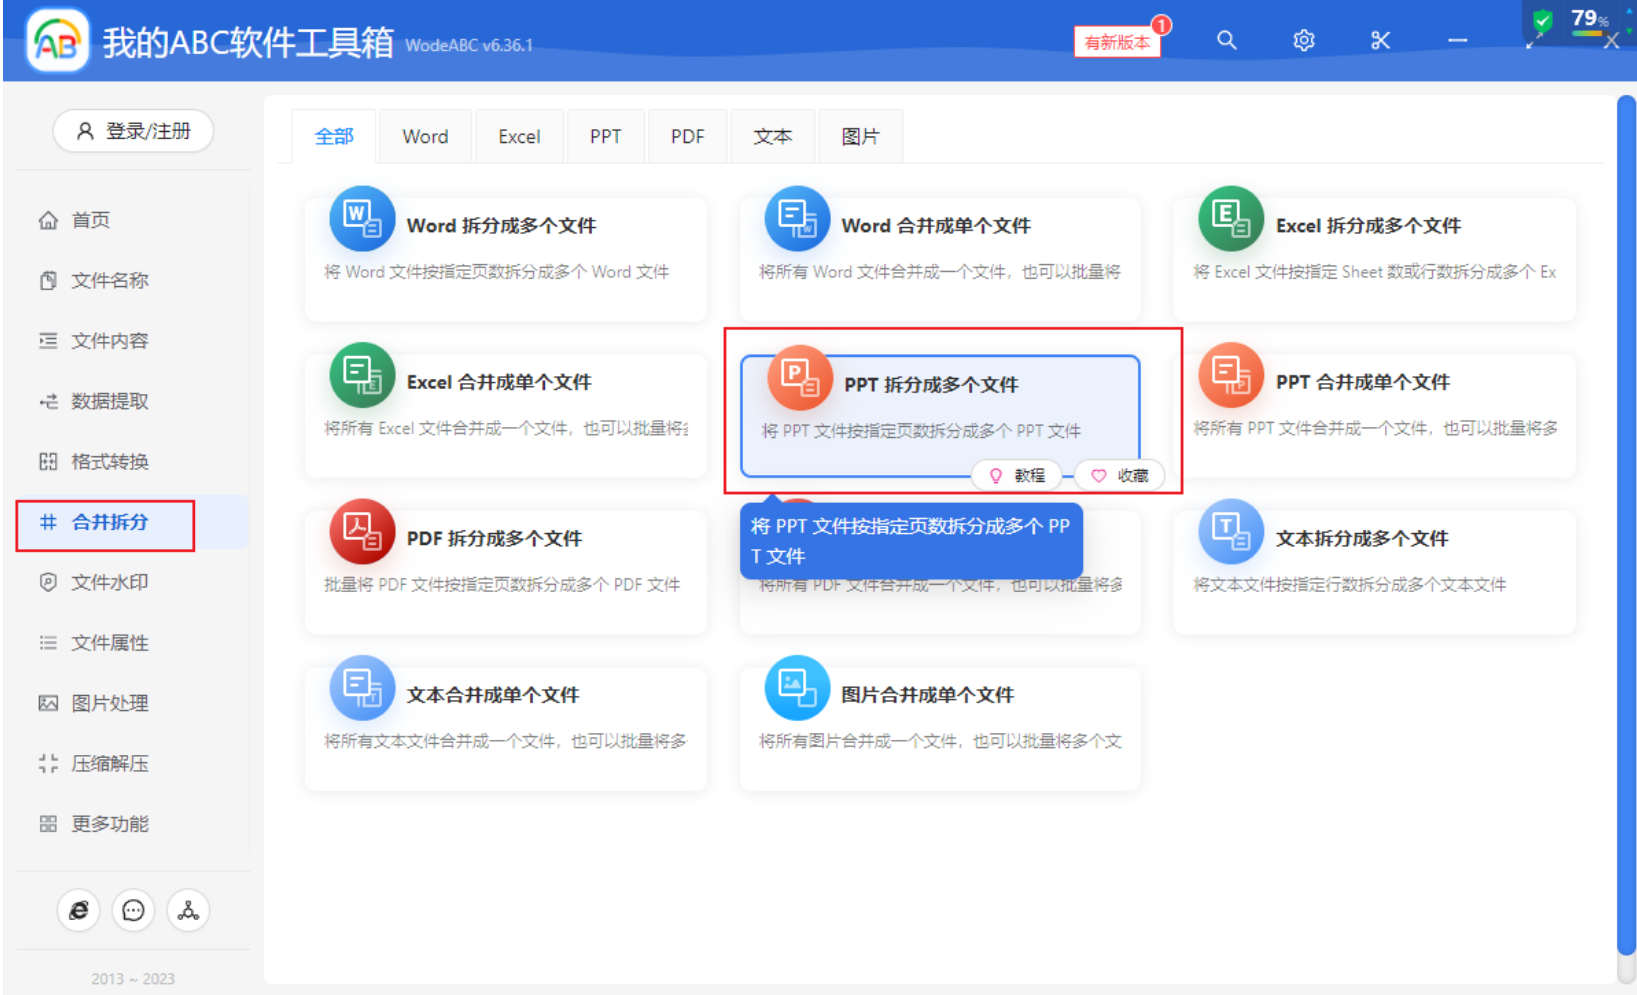 我的ABC软件工具箱 WodeABC v6.36.1
有新版本
1
79%
登录/注册
首页
文件名称
文件内容
数据提取
格式转换
合并拆分
文件水印
文件属性
图片处理
压缩解压
更多功能
2013 ~ 2023
全部 Word Excel PPT PDF 文本 图片
Word 拆分成多个文件
将 Word 文件按指定页数拆分成多个 Word 文件
Word 合并成单个文件
将所有 Word 文件合并成一个文件，也可以批量将
Excel 拆分成多个文件
将 Excel 文件按指定 Sheet 数或行数拆分成多个 Ex
Excel 合并成单个文件
将所有 Excel 文件合并成一个文件，也可以批量将
PPT 拆分成多个文件
将 PPT 文件按指定页数拆分成多个 PPT 文件
教程 收藏
PPT 合并成单个文件
将所有 PPT 文件合并成一个文件，也可以批量将多
PDF 拆分成多个文件
批量将 PDF 文件按指定页数拆分成多个 PDF 文件
将 PPT 文件按指定页数拆分成多个 PP
T 文件
将所有 PDF 文件合并成一个文件，也可以批量将多
文本拆分成多个文件
将文本文件按指定行数拆分成多个文本文件
文本合并成单个文件
将所有文本文件合并成一个文件，也可以批量将多
图片合并成单个文件
将所有图片合并成一个文件，也可以批量将多个文